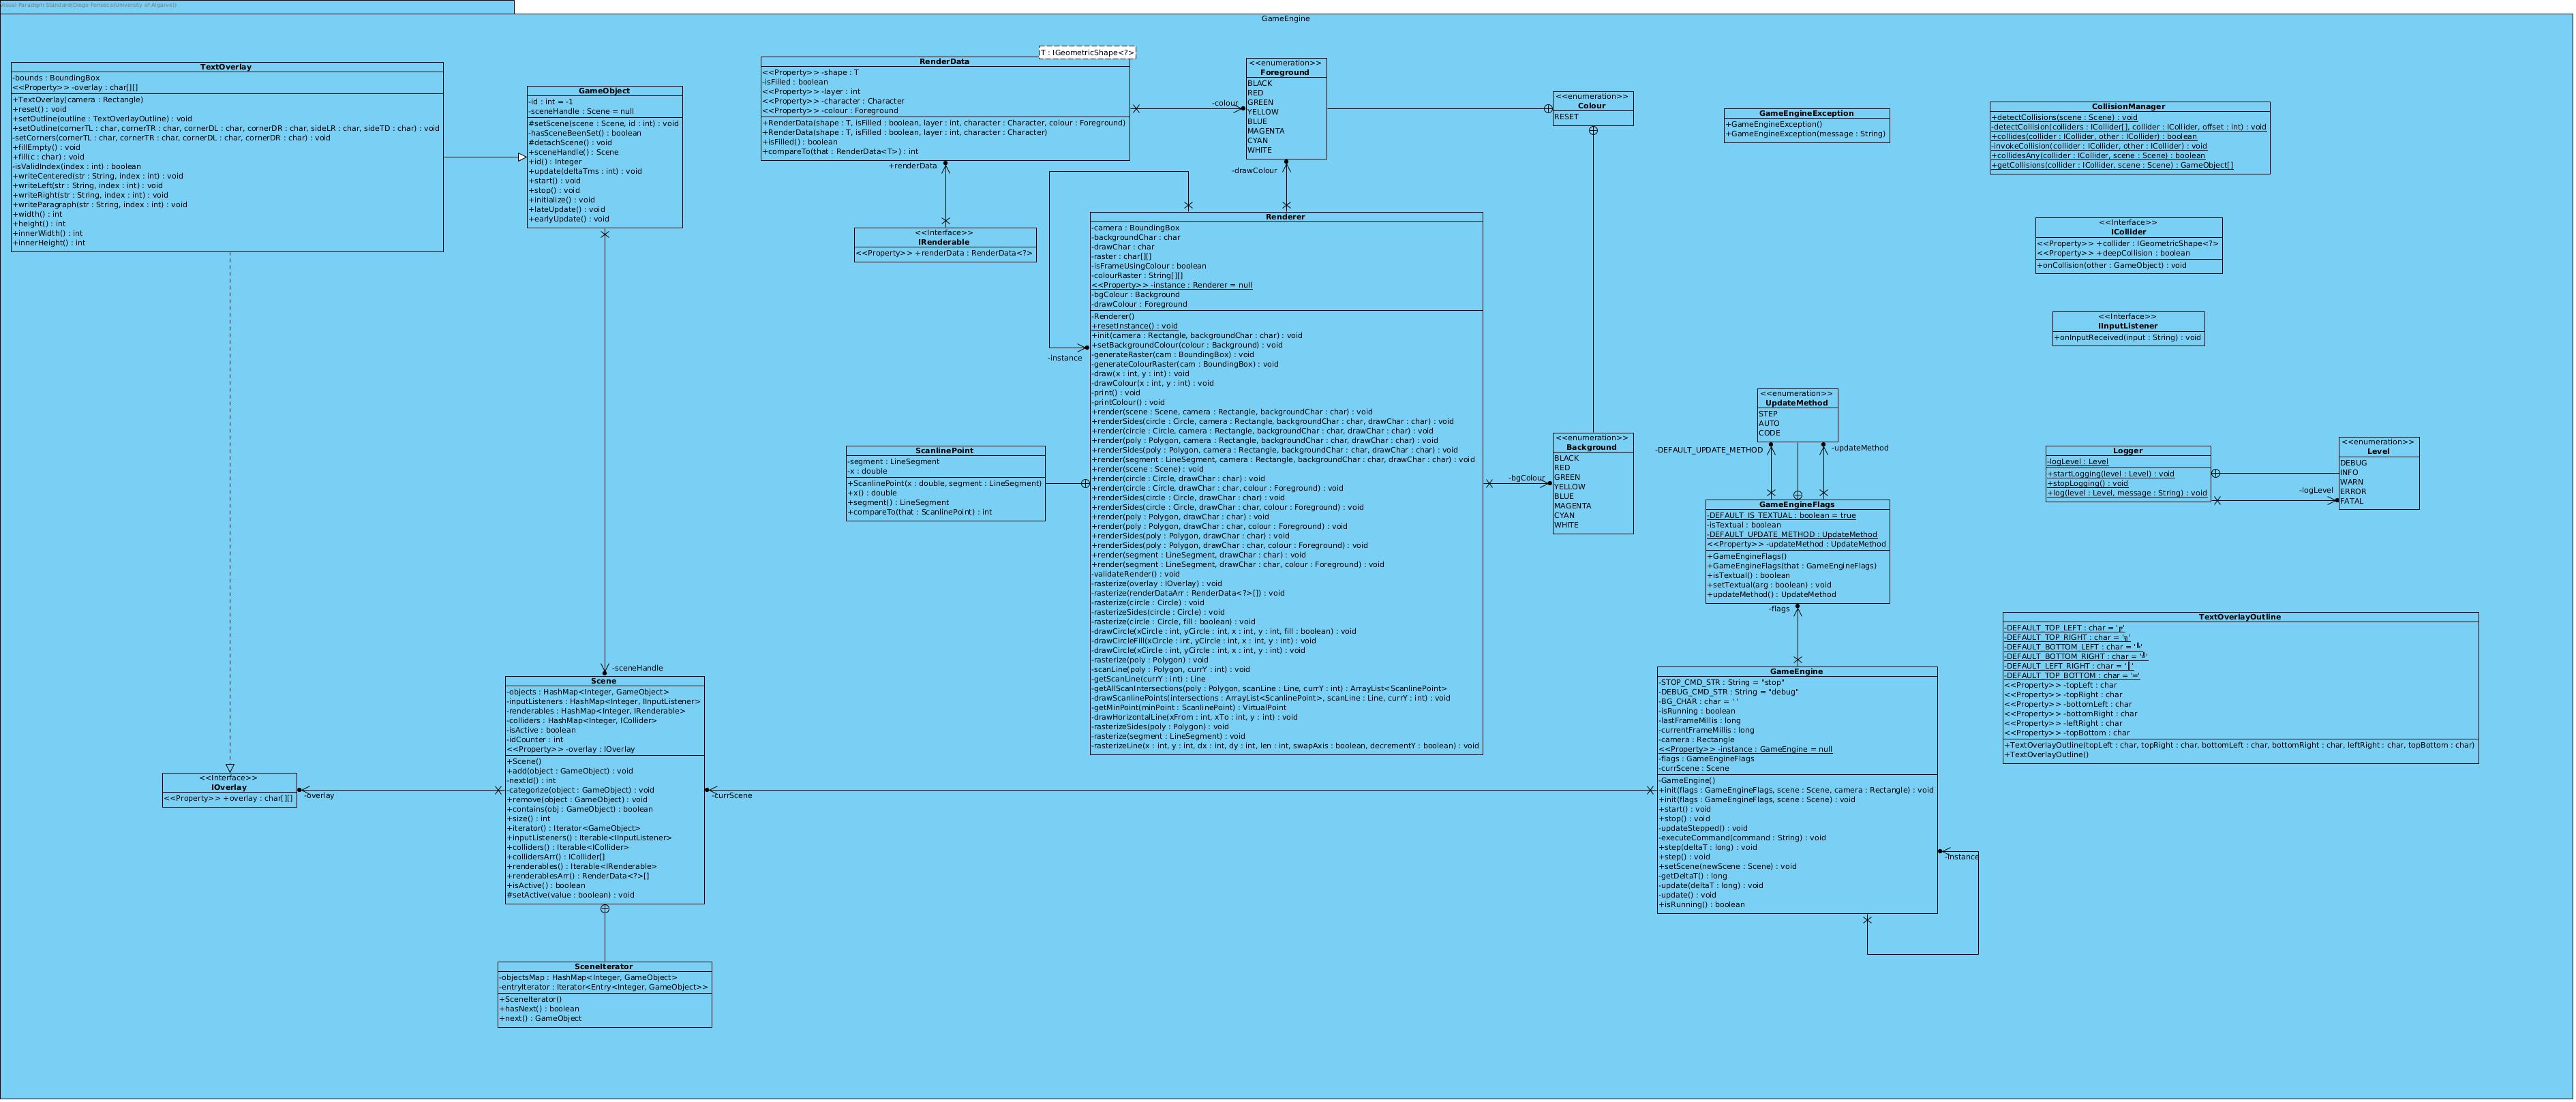 Visual Paradigm Standard(Diogo Fonseca(University of Algarve))
GameEngine
TextOverlay
-bounds : BoundingBox
<<Property>> -overlay : char[][]
+TextOverlay(camera : Rectangle)
+reset() : void
+setOutline(outline : TextOverlayOutline) : void
+setOutline(cornerTL : char, cornerTR : char, cornerDL : char, cornerDR : char, sideLR : char, sideTD : char) : void
-setCorners(cornerTL : char, cornerTR : char, cornerDL : char, cornerDR : char) : void
+fillEmpty() : void
+fill(c : char) : void
-isValidIndex(index : int) : boolean
+writeCentered(str : String, index : int) : void
+writeLeft(str : String, index : int) : void
+writeRight(str : String, index : int) : void
+writeParagraph(str : String, index : int) : void
+width() : int
+height() : int
+innerWidth() : int
+innerHeight() : int
GameObject
-id : int = -1
-sceneHandle : Scene = null
#setScene(scene : Scene, id : int) : void
-hasSceneBeenSet() : boolean
#detachScene() : void
+sceneHandle() : Scene
+id() : Integer
+update(deltaTms : int) : void
+start() : void
+stop() : void
+initialize() : void
+lateUpdate() : void
+earlyUpdate() : void
T : IGeometricShape<?>
RenderData
<<Property>> -shape : T
-isFilled : boolean
<<Property>> -layer : int
<<Property>> -character : Character
<<Property>> -colour : Foreground
+RenderData(shape : T, isFilled : boolean, layer : int, character : Character, colour : Foreground)
+RenderData(shape : T, isFilled : boolean, layer : int, character : Character)
+isFilled() : boolean
+compareTo(that : RenderData<T>) : int
-colour
+renderData
<<Interface>>
IRenderable
<<Property>> +renderData : RenderData<?>
<<enumeration>>
Foreground
BLACK
RED
GREEN
YELLOW
BLUE
MAGENTA
CYAN
WHITE
-drawColour
<<enumeration>>
Colour
RESET
GameEngineException
+GameEngineException()
+GameEngineException(message : String)
CollisionManager
+detectCollisions(scene : Scene) : void
-detectCollision(colliders : ICollider[], collider : ICollider, offset : int) : void
+collides(collider : ICollider, other : ICollider) : boolean
-invokeCollision(collider : ICollider, other : ICollider) : void
+collidesAny(collider : ICollider, scene : Scene) : boolean
+getCollisions(collider : ICollider, scene : Scene) : GameObject[]
<<Interface>>
ICollider
<<Property>> +collider : IGeometricShape<?>
<<Property>> +deepCollision : boolean
+onCollision(other : GameObject) : void
<<Interface>>
IInputListener
+onInputReceived(input : String) : void
Renderer
-camera : BoundingBox
-backgroundChar : char
-drawChar : char
-raster : char[][]
-isFrameUsingColour : boolean
-colourRaster : String[][]
<<Property>> -instance : Renderer = null
-bgColour : Background
-drawColour : Foreground
-Renderer()
+resetInstance() : void
+init(camera : Rectangle, backgroundChar : char) : void
+setBackgroundColour(colour : Background) : void
-generateRaster(cam : BoundingBox) : void
-generateColourRaster(cam : BoundingBox) : void
-draw(x : int, y : int) : void
-drawColour(x : int, y : int) : void
-print() : void
-printColour() : void
+render(scene : Scene, camera : Rectangle, backgroundChar : char) : void
+renderSides(circle : Circle, camera : Rectangle, backgroundChar : char, drawChar : char) : void
+render(circle : Circle, camera : Rectangle, backgroundChar : char, drawChar : char) : void
+render(poly : Polygon, camera : Rectangle, backgroundChar : char, drawChar : char) : void
+renderSides(poly : Polygon, camera : Rectangle, backgroundChar : char, drawChar : char) : void
+render(segment : LineSegment, camera : Rectangle, backgroundChar : char, drawChar : char) : void
+render(scene : Scene) : void
+render(circle : Circle, drawChar : char) : void
+render(circle : Circle, drawChar : char, colour : Foreground) : void
+renderSides(circle : Circle, drawChar : char) : void
+renderSides(circle : Circle, drawChar : char, colour : Foreground) : void
+render(poly : Polygon, drawChar : char) : void
+render(poly : Polygon, drawChar : char, colour : Foreground) : void
+renderSides(poly : Polygon, drawChar : char) : void
+renderSides(poly : Polygon, drawChar : char, colour : Foreground) : void
+render(segment : LineSegment, drawChar : char) : void
+render(segment : LineSegment, drawChar : char, colour : Foreground) : void
-validateRender() : void
-rasterize(overlay : IOverlay) : void
-rasterize(renderDataArr : RenderData<?>[]) : void
-rasterize(circle : Circle) : void
-rasterizeSides(circle : Circle) : void
-rasterize(circle : Circle, fill : boolean) : void
-drawCircle(xCircle : int, yCircle : int, x : int, y : int, fill : boolean) : void
-drawCircleFill(xCircle : int, yCircle : int, x : int, y : int) : void
-drawCircle(xCircle : int, yCircle : int, x : int, y : int) : void
-rasterize(poly : Polygon) : void
-scanLine(poly : Polygon, currY : int) : void
-getScanLine(currY : int) : Line
-getAllScanIntersections(poly : Polygon, scanLine : Line, currY : int) : ArrayList<ScanlinePoint>
-drawScanlinePoints(intersections : ArrayList<ScanlinePoint>, scanLine : Line, currY : int) : void
-getMinPoint(minPoint : ScanlinePoint) : VirtualPoint
-drawHorizontalLine(xFrom : int, xTo : int, y : int) : void
-rasterizeSides(poly : Polygon) : void
-rasterize(segment : LineSegment) : void
-rasterizeLine(x : int, y : int, dx : int, dy : int, len : int, swapAxis : boolean, decrementY : boolean) : void
-instance
ScanlinePoint
-segment : LineSegment
-x : double
+ScanlinePoint(x : double, segment : LineSegment)
+x() : double
+segment() : LineSegment
+compareTo(that : ScanlinePoint) : int
-bgColour
<<enumeration>>
Background
BLACK
RED
GREEN
YELLOW
BLUE
MAGENTA
CYAN
WHITE
<<enumeration>>
UpdateMethod
STEP
AUTO
CODE
-DEFAULT_UPDATE_METHOD
-updateMethod
GameEngineFlags
-DEFAULT_IS_TEXTUAL : boolean = true
-isTextual : boolean
-DEFAULT_UPDATE_METHOD : UpdateMethod
<<Property>> -updateMethod : UpdateMethod
+GameEngineFlags()
+GameEngineFlags(that : GameEngineFlags)
+isTextual() : boolean
+setTextual(arg : boolean) : void
+updateMethod() : UpdateMethod
-flags
Logger
-logLevel : Level
+startLogging(level : Level) : void
+stopLogging() : void
+log(level : Level, message : String) : void
-logLevel
<<enumeration>>
Level
DEBUG
INFO
WARN
ERROR
FATAL
TextOverlayOutline
-DEFAULT_TOP_LEFT : char = '╔'
-DEFAULT_TOP_RIGHT : char = '╗'
-DEFAULT_BOTTOM_LEFT : char = '╚'
-DEFAULT_BOTTOM_RIGHT : char = '╝'
-DEFAULT_LEFT_RIGHT : char = '║'
-DEFAULT_TOP_BOTTOM : char = '═'
<<Property>> -topLeft : char
<<Property>> -topRight : char
<<Property>> -bottomLeft : char
<<Property>> -bottomRight : char
<<Property>> -leftRight : char
<<Property>> -topBottom : char
+TextOverlayOutline(topLeft : char, topRight : char, bottomLeft : char, bottomRight : char, leftRight : char, topBottom : char)
+TextOverlayOutline()
GameEngine
-STOP_CMD_STR : String = "stop"
-DEBUG_CMD_STR : String = "debug"
-BG_CHAR : char = ' '
-isRunning : boolean
-lastFrameMillis : long
-currentFrameMillis : long
-camera : Rectangle
<<Property>> -instance : GameEngine = null
-flags : GameEngineFlags
-currScene : Scene
-GameEngine()
+init(flags : GameEngineFlags, scene : Scene, camera : Rectangle) : void
+init(flags : GameEngineFlags, scene : Scene) : void
+start() : void
+stop() : void
-updateStepped() : void
-executeCommand(command : String) : void
+step(deltaT : long) : void
+step() : void
+setScene(newScene : Scene) : void
-getDeltaT() : long
-update(deltaT : long) : void
-update() : void
+isRunning() : boolean
-instance
-sceneHandle
Scene
-objects : HashMap<Integer, GameObject>
-inputListeners : HashMap<Integer, IInputListener>
-renderables : HashMap<Integer, IRenderable>
-colliders : HashMap<Integer, ICollider>
-isActive : boolean
-idCounter : int
<<Property>> -overlay : IOverlay
+Scene()
+add(object : GameObject) : void
-nextId() : int
-categorize(object : GameObject) : void
+remove(object : GameObject) : void
+contains(obj : GameObject) : boolean
+size() : int
+iterator() : Iterator<GameObject>
+inputListeners() : Iterable<IInputListener>
+colliders() : Iterable<ICollider>
+collidersArr() : ICollider[]
+renderables() : Iterable<IRenderable>
+renderablesArr() : RenderData<?>[]
+isActive() : boolean
#setActive(value : boolean) : void
-currScene
<<Interface>>
IOverlay
<<Property>> +overlay : char[][]
-overlay
SceneIterator
-objectsMap : HashMap<Integer, GameObject>
-entryIterator : Iterator<Entry<Integer, GameObject>>
+SceneIterator()
+hasNext() : boolean
+next() : GameObject